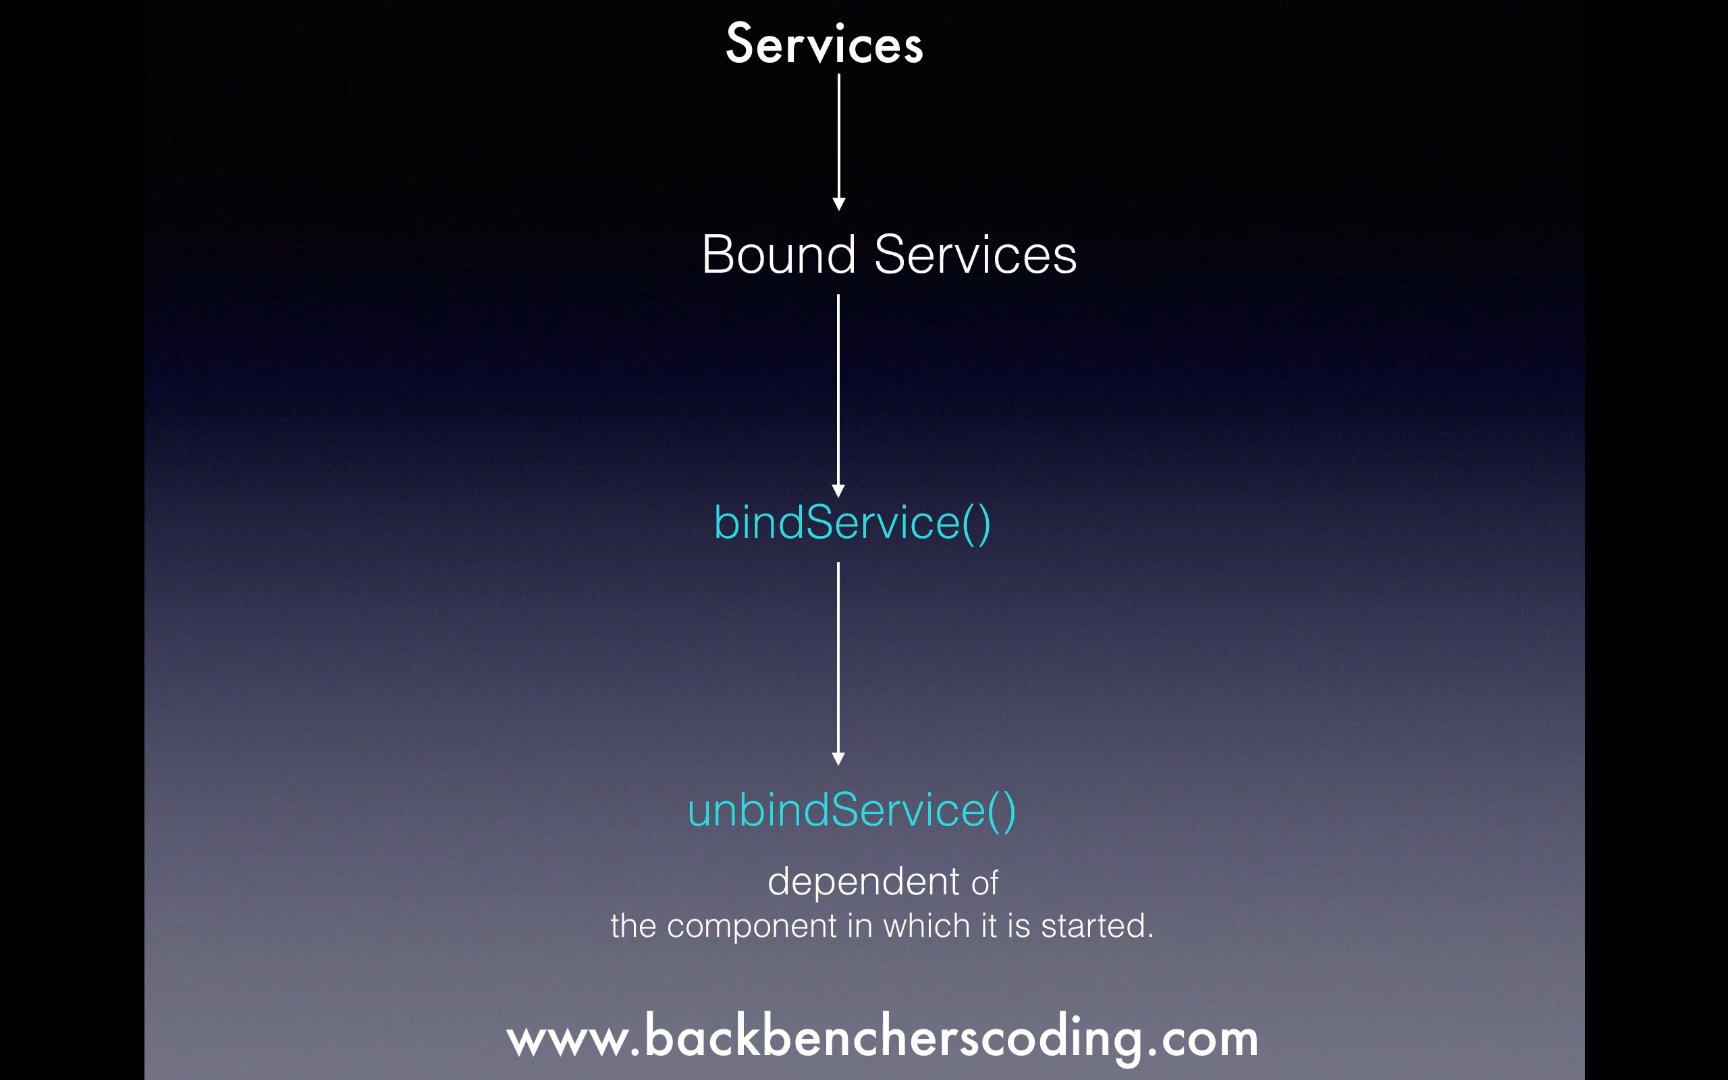 Services
Bound Services
bindService()
unbindService()
dependent of
the component in which it is started.
www.backbencherscoding.com